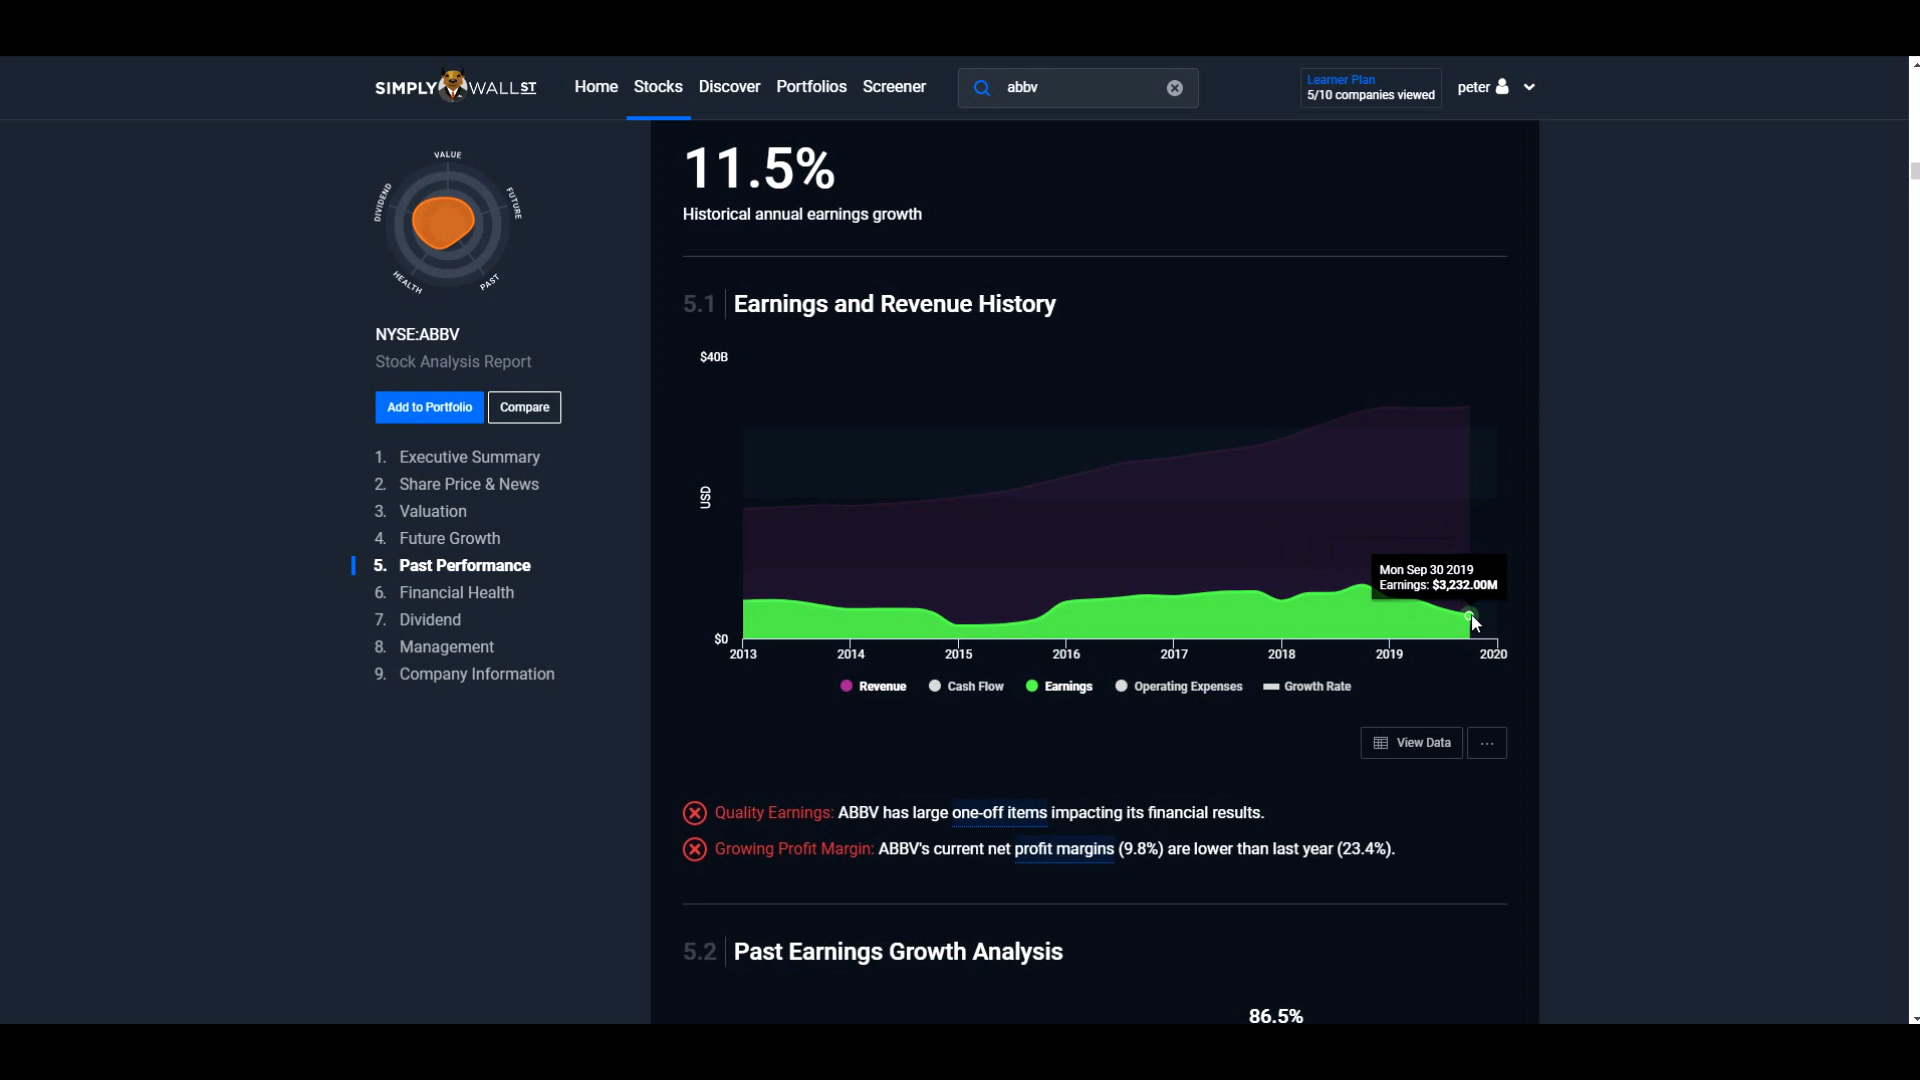 SIMPLY WALLST
Home Stocks Discover Portfolios Screener
abbv
Learner Plan
5/10 companies viewed
peter
VALUE
FUTURE
PAST
HEALTH
DIVIDEND
NYSE:ABBV
Stock Analysis Report
Add to Portfolio
Compare
1. Executive Summary
2. Share Price & News
3. Valuation
4. Future Growth
5. Past Performance
6. Financial Health
7. Dividend
8. Management
9. Company Information
11.5%
Historical annual earnings growth
5.1 Earnings and Revenue History
$40B
USD
Mon Sep 30 2019
Earnings: $3,232.00M
$0
2013 2014 2015 2016 2017 2018 2019 2020
Revenue Cash Flow Earnings Operating Expenses Growth Rate
View Data ...
Quality Earnings: ABBV has large one-off items impacting its financial results.
Growing Profit Margin: ABBV's current net profit margins (9.8%) are lower than last year (23.4%).
5.2 Past Earnings Growth Analysis
86.5%